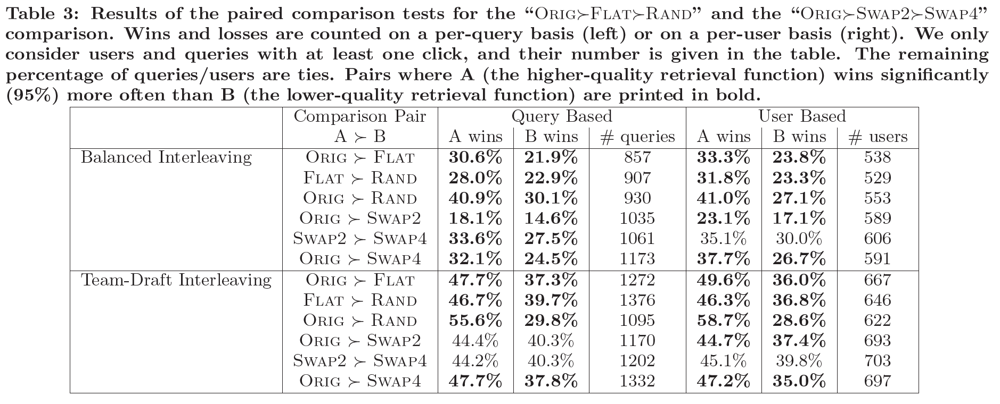 Table 3: Results of the paired comparison tests for the “Orig≻Flat≻Rand” and the “Orig≻Swap2≻Swap4”
comparison. Wins and losses are counted on a per-query basis (left) or on a per-user basis (right). We only
consider users and queries with at least one click, and their number is given in the table. The remaining
percentage of queries/users are ties. Pairs where A (the higher-quality retrieval function) wins significantly
(95%) more often than B (the lower-quality retrieval function) are printed in bold.
Comparison Pair Query Based User Based
A ≻ B A wins B wins # queries A wins B wins # users
Balanced Interleaving Orig ≻ Flat 30.6% 21.9% 857 33.3% 23.8% 538
Flat ≻ Rand 28.0% 22.9% 907 31.8% 23.3% 529
Orig ≻ Rand 40.9% 30.1% 930 41.0% 27.1% 553
Orig ≻ Swap2 18.1% 14.6% 1035 23.1% 17.1% 589
Swap2 ≻ Swap4 33.6% 27.5% 1061 35.1% 30.0% 606
Orig ≻ Swap4 32.1% 24.5% 1173 37.7% 26.7% 591
Team-Draft Interleaving Orig ≻ Flat 47.7% 37.3% 1272 49.6% 36.0% 667
Flat ≻ Rand 46.7% 39.7% 1376 46.3% 36.8% 646
Orig ≻ Rand 55.6% 29.8% 1095 58.7% 28.6% 622
Orig ≻ Swap2 44.4% 40.3% 1170 44.7% 37.4% 693
Swap2 ≻ Swap4 44.2% 40.3% 1202 45.1% 39.8% 703
Orig ≻ Swap4 47.7% 37.8% 1332 47.2% 35.0% 697